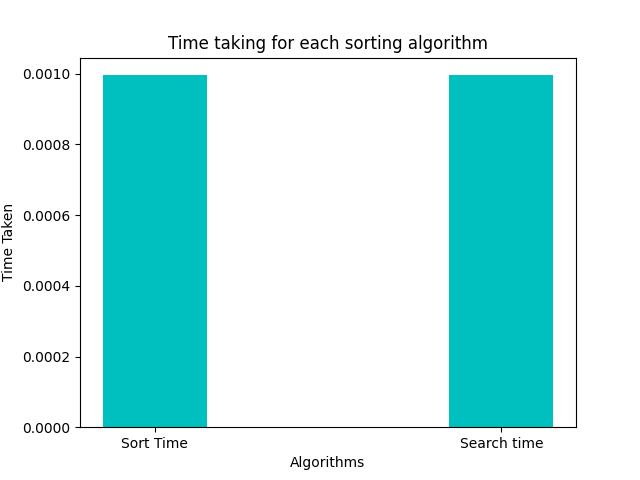 Time taking for each sorting algorithm
0.0010
0.0008
0.0006
0.0004
0.0002
0.0000
Time Taken
Sort Time
Search time
Algorithms